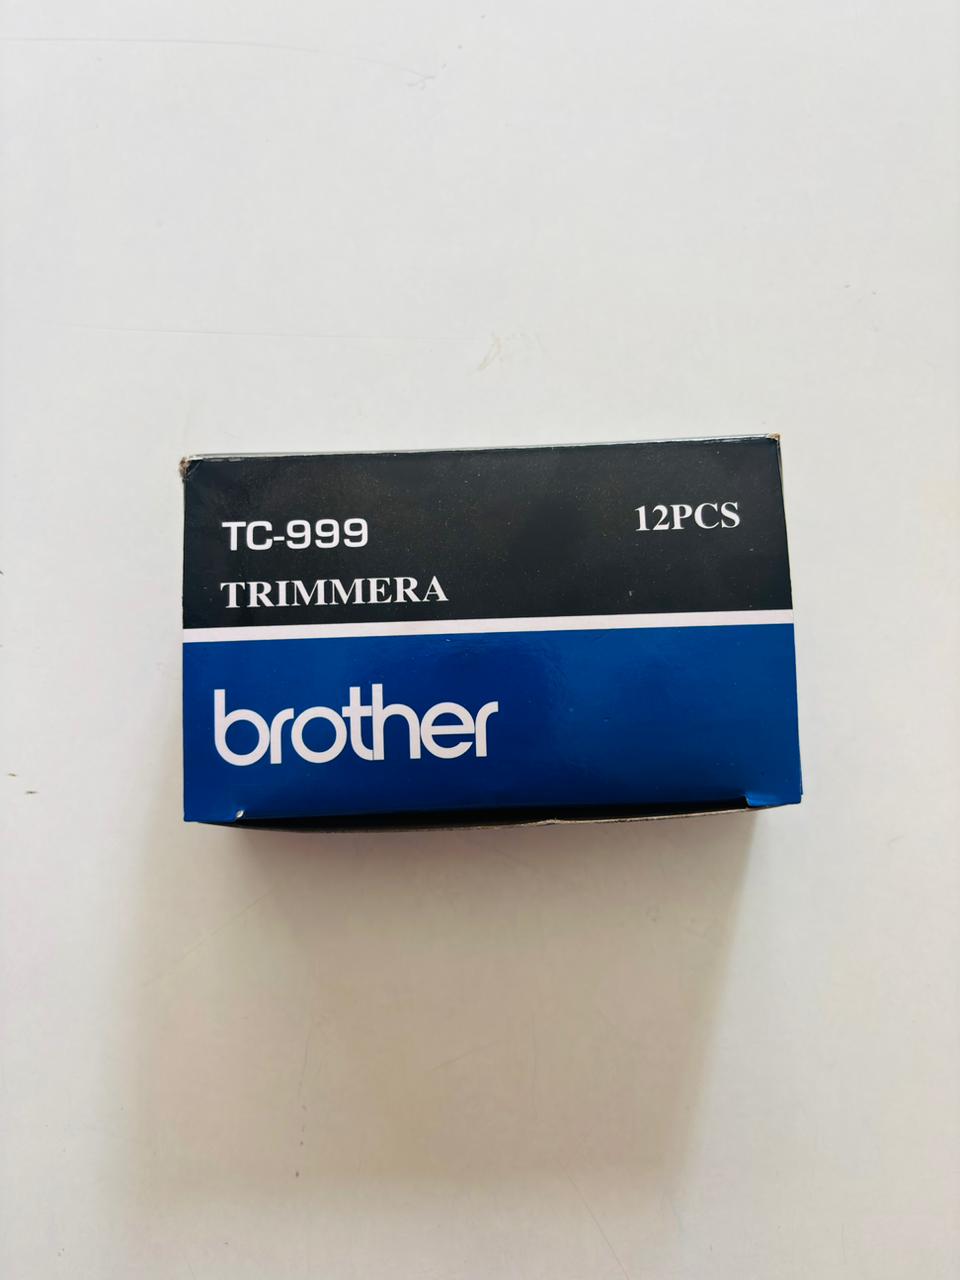 TC-999
12PCS
TRIMMERA
brother